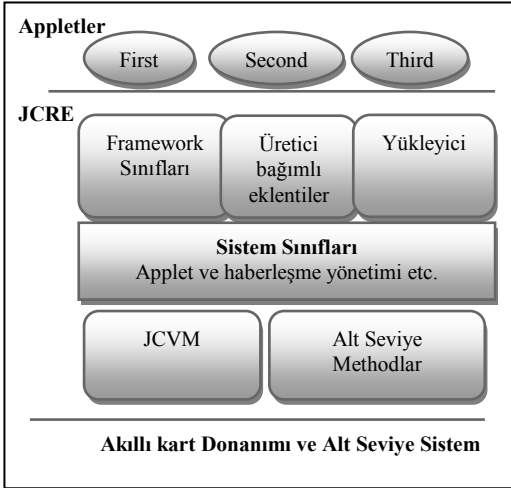 Appletler
First Second Third
JCRE
Framework Sınıfları
Üretici bağımlı eklentiler
Yükleyici
Sistem Sınıfları
Applet ve haberleşme yönetimi etc.
JCVM
Alt Seviye Methodlar
Akıllı kart Donanımı ve Alt Seviye Sistem